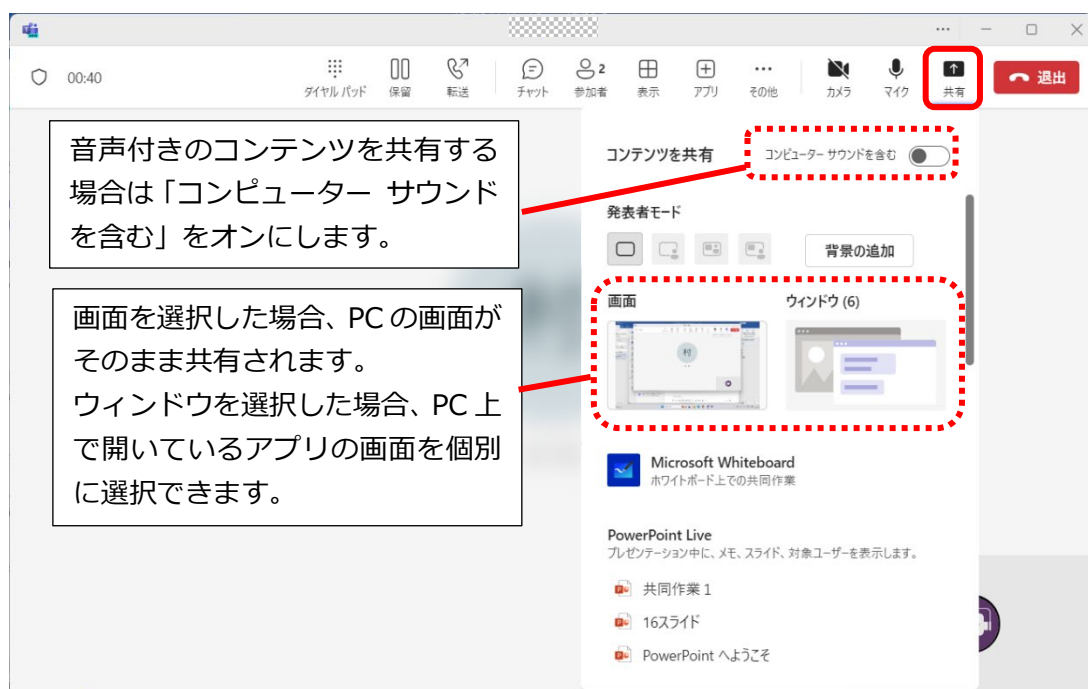 00:40
ダイヤル パッド
保留
転送
チャット
2
参加者
表示
アプリ
その他
カメラ
マイク
共有
退出
音声付きのコンテンツを共有する
場合は「コンピューター サウンド
を含む」をオンにします。
画面を選択した場合、PC の画面が
そのまま共有されます。
ウィンドウを選択した場合、PC 上
で開いているアプリの画面を個別
に選択できます。
コンテンツを共有
コンピューター サウンドを含む
発表者モード
背景の追加
画面
ウィンドウ (6)
村
Microsoft Whiteboard
ホワイトボード上での共同作業
PowerPoint Live
プレゼンテーション中に、メモ、スライド、対象ユーザーを表示します。
共同作業 1
16スライド
PowerPoint へようこそ